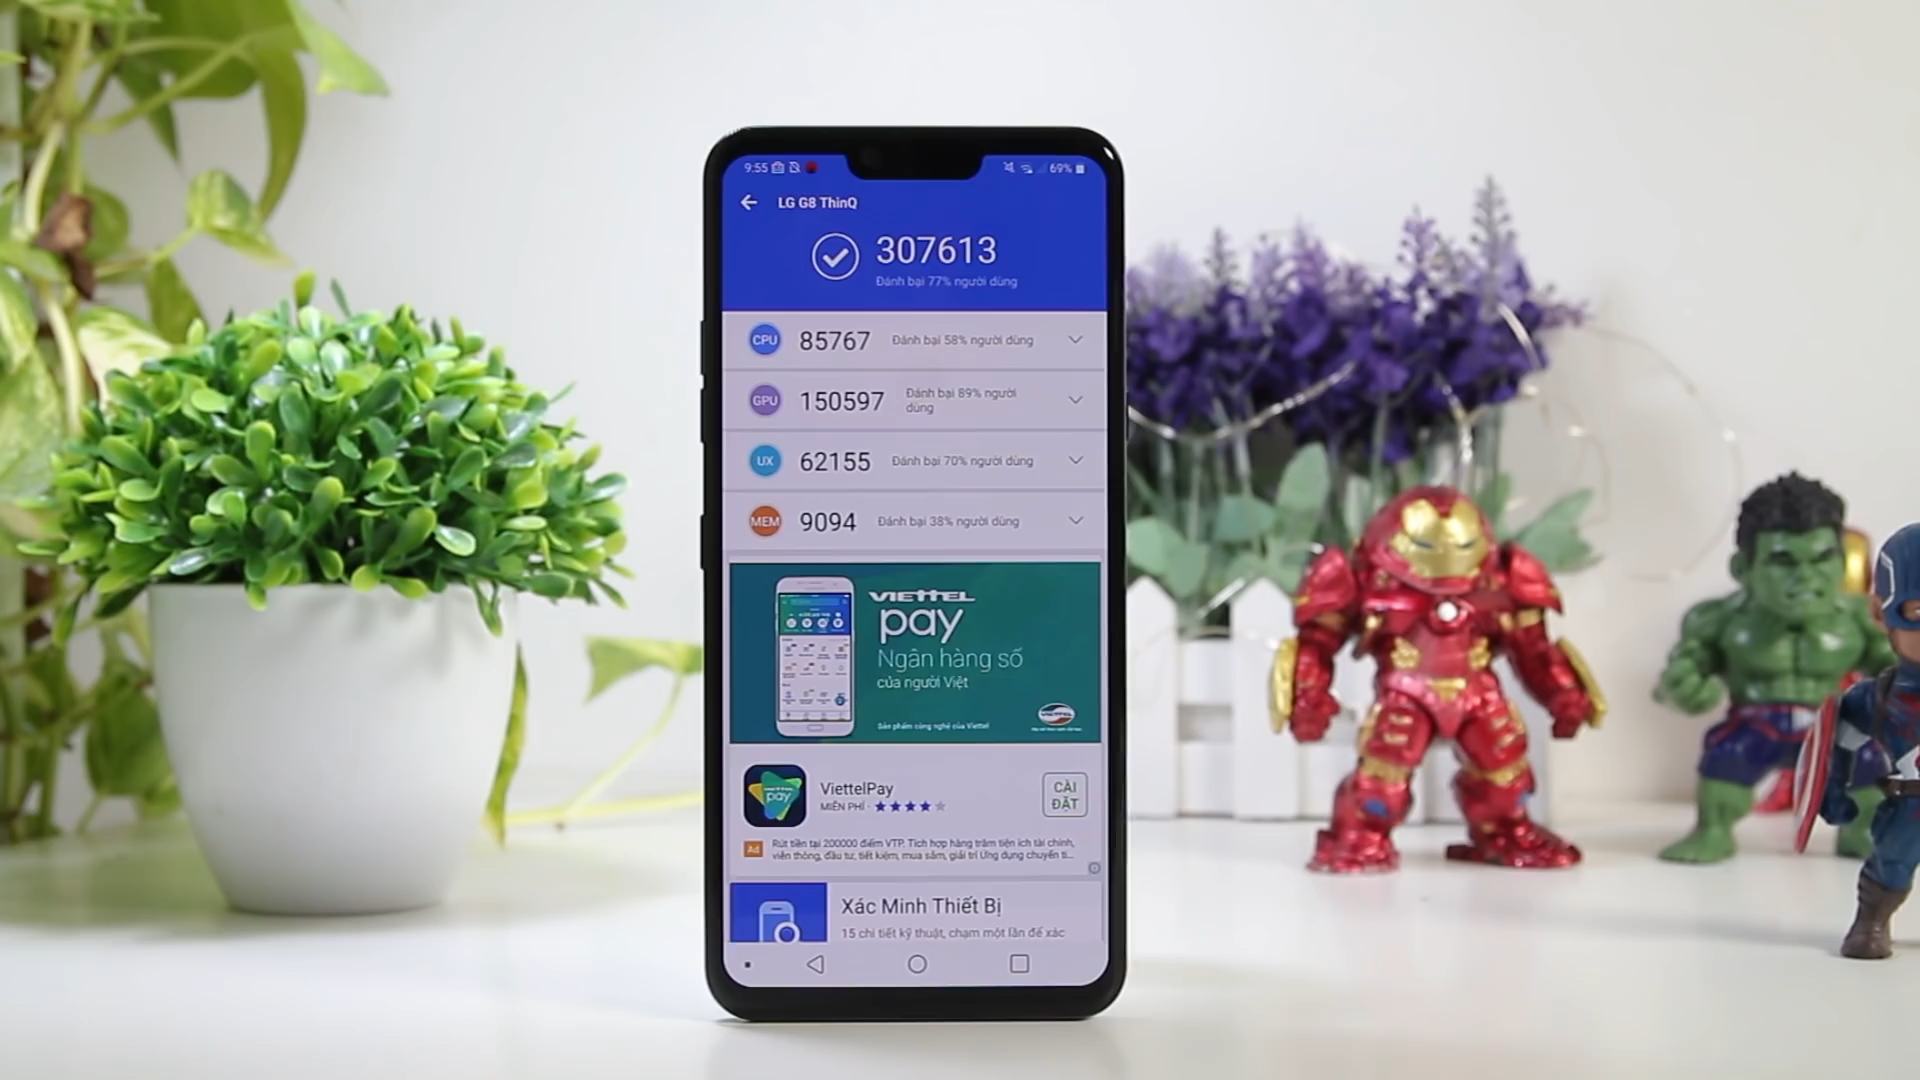 9:55
69%
LG G8 ThinQ
307613
Đánh bại 77% người dùng
CPU 85767 Đánh bại 58% người dùng
GPU 150597 Đánh bại 89% người
dùng
UX 62155 Đánh bại 70% người dùng
MEM 9094 Đánh bại 38% người dùng
VIETTEL
pay
Ngân hàng số
của người Việt
Sản phẩm công nghệ của Viettel
VIETTEL
ViettelPay
MIỄN PHÍ
CÀI
ĐẶT
pay
Ad
Rút tiền tại 200000 điểm VTP. Tích hợp hàng trăm tiện ích tài chính,
viễn thông, đầu tư, tiết kiệm, mua sắm, giải trí Ứng dụng chuyển ti...
Xác Minh Thiết Bị
15 chi tiết kỹ thuật, chạm một lần để xác